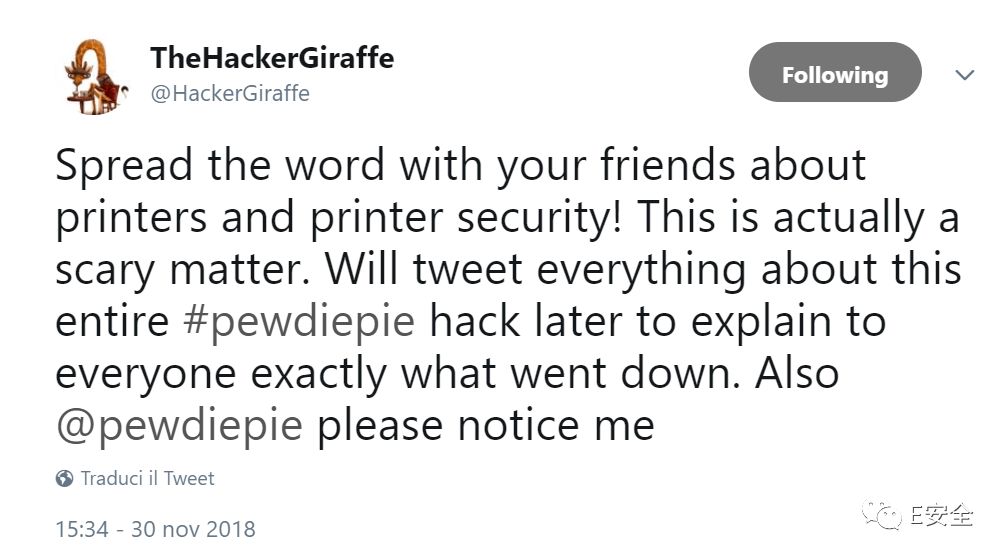 TheHackerGiraffe
@HackerGiraffe
Following
Spread the word with your friends about
printers and printer security! This is actually a
scary matter. Will tweet everything about this
entire #pewdiepie hack later to explain to
everyone exactly what went down. Also
@pewdiepie please notice me
Traduci il Tweet
15:34 - 30 nov 2018
E安全